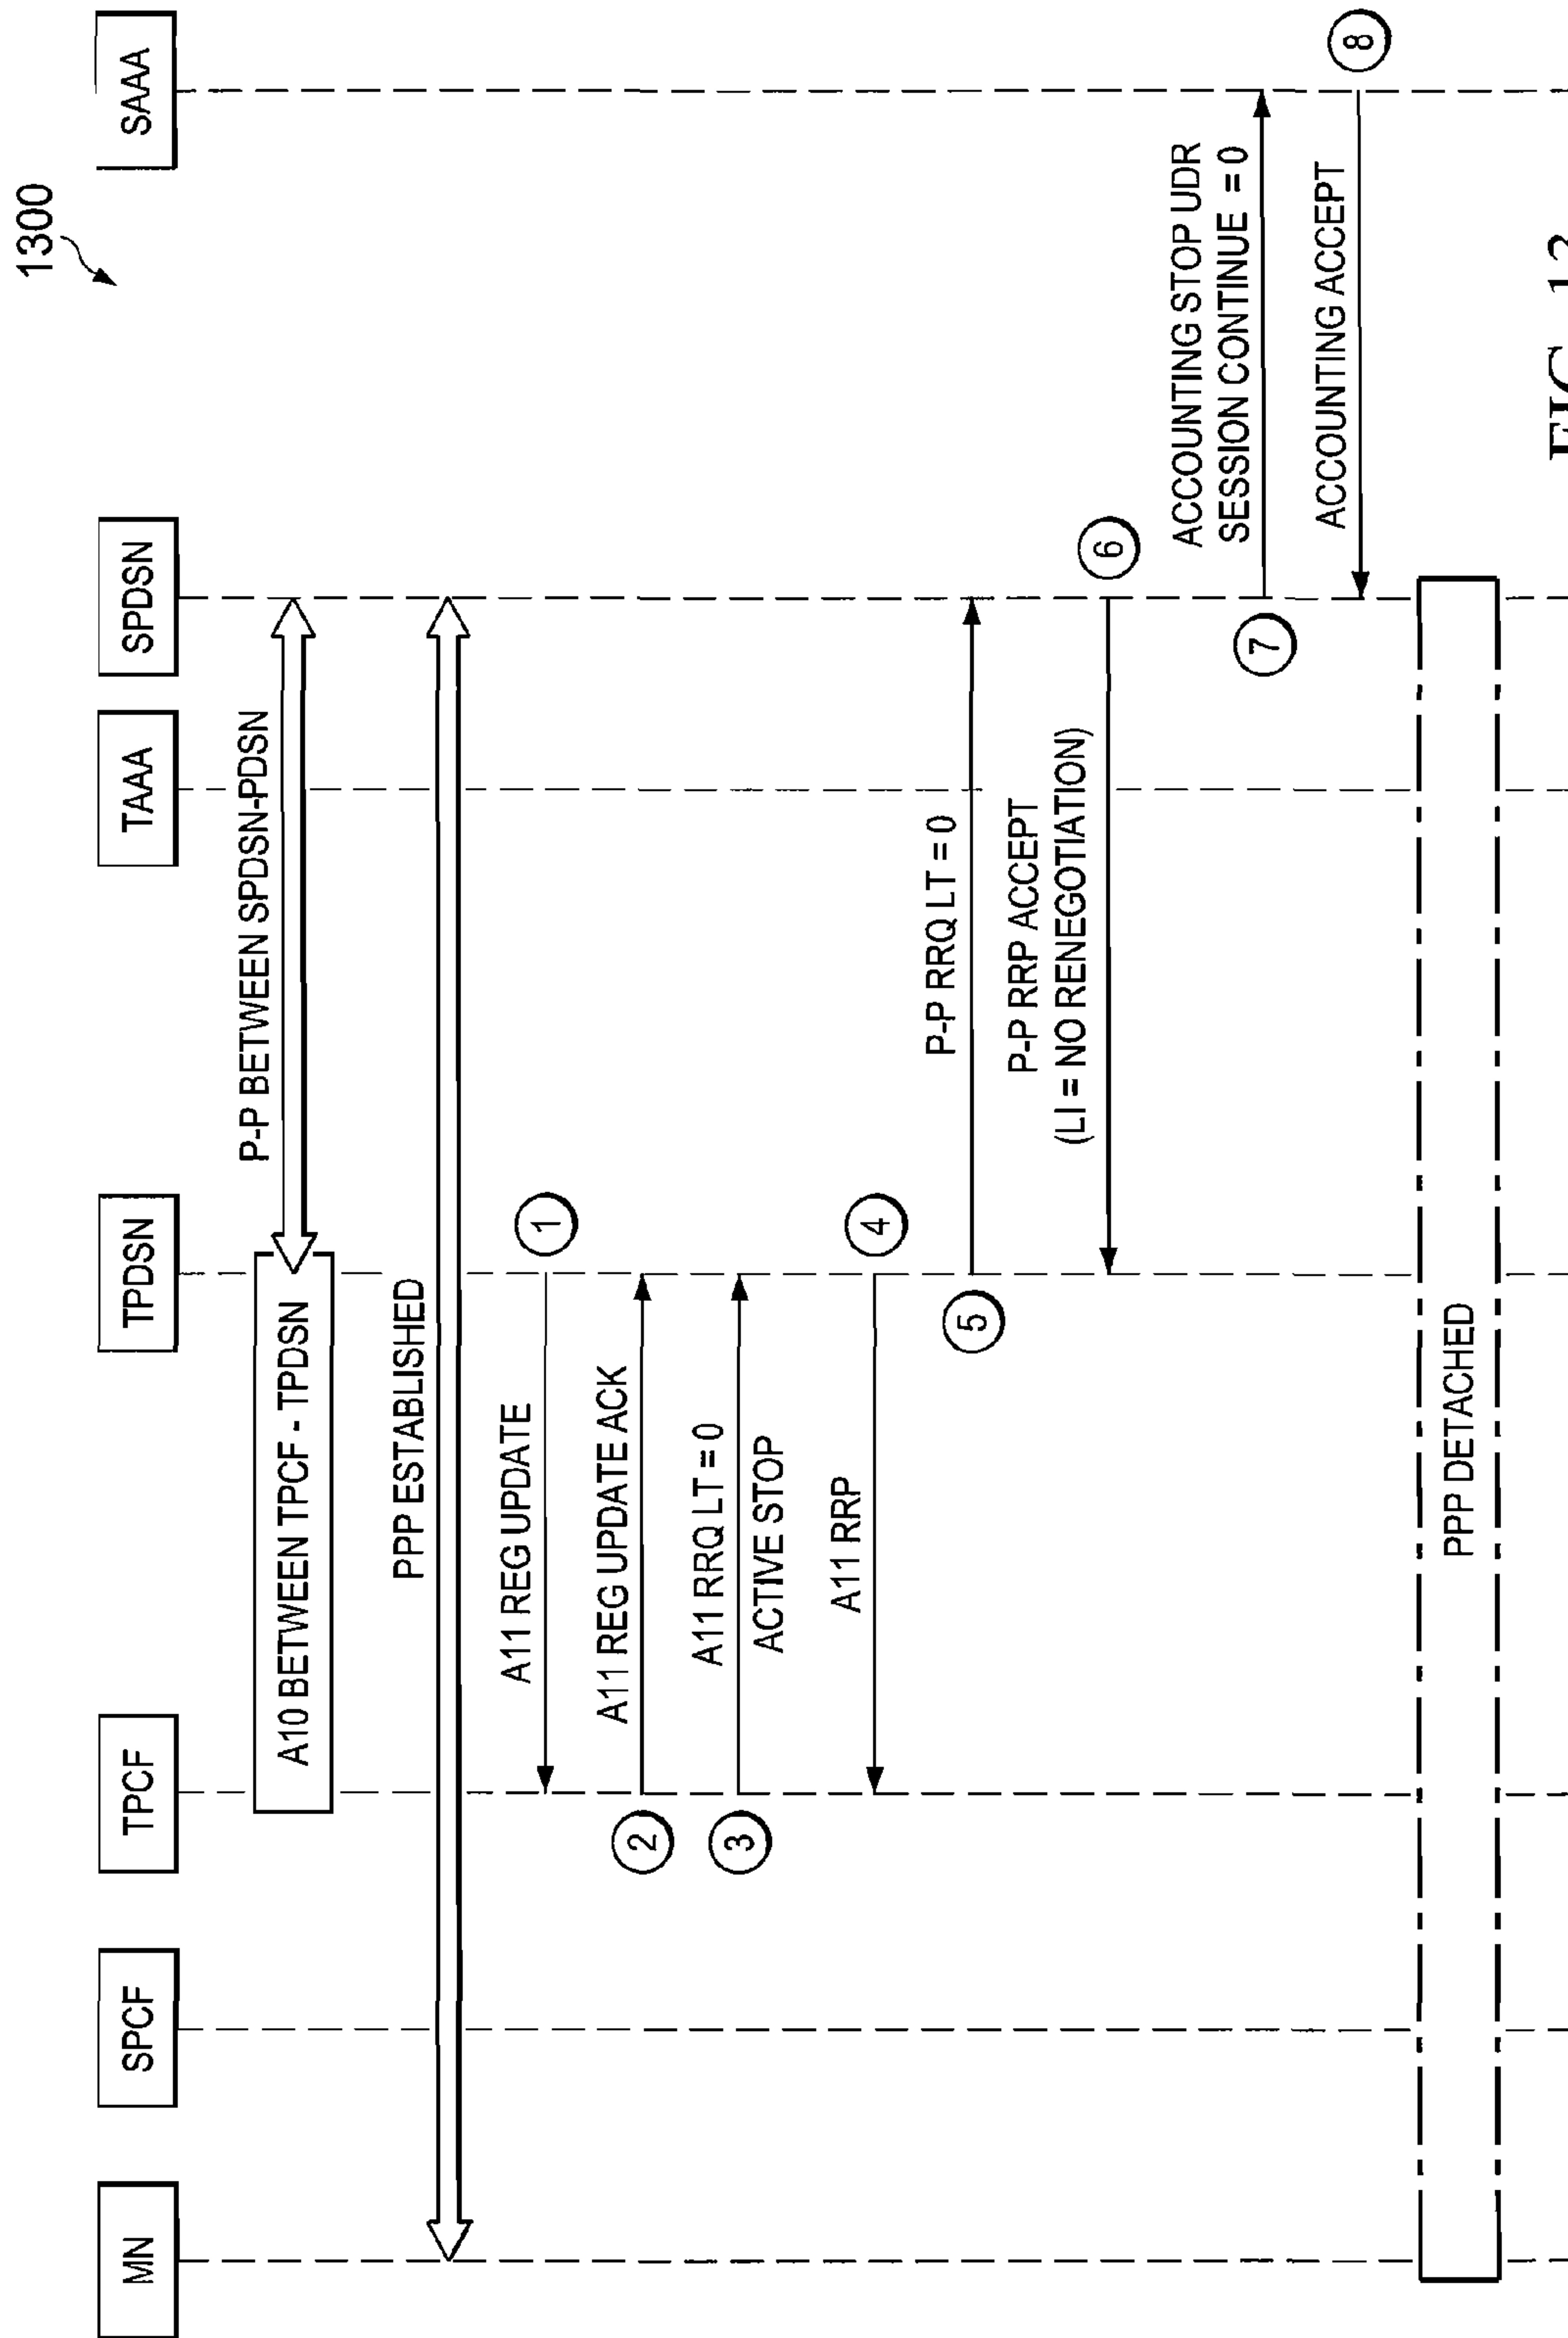 1300
MN
SPCF
TPCF
TPDSN
TAAA
SPDSN
SAAA
A10 BETWEEN TPCF - TPDSN
P-P BETWEEN SPDSN-PDSN
PPP ESTABLISHED
A11 REG UPDATE
1
A11 REG UPDATE ACK
2
3
A11 RRQ LT = 0
ACTIVE STOP
A11 RRP
4
5
P-P RRQ LT = 0
P-P RRP ACCEPT
(LI = NO RENEGOTIATION)
6
7
ACCOUNTING STOP UDR
SESSION CONTINUE = 0
ACCOUNTING ACCEPT
8
PPP DETACHED
FIG. 13